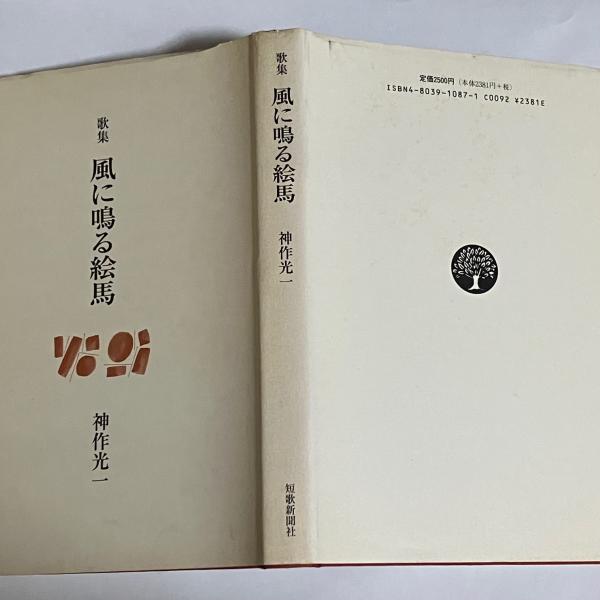 歌集
風に鳴る絵馬
神作光一
歌集
風に鳴る絵馬
神作光一
短歌新聞社
定価2500円（本体2381円＋税）
ISBN4-8039-1087-1 C0092 ¥2381E